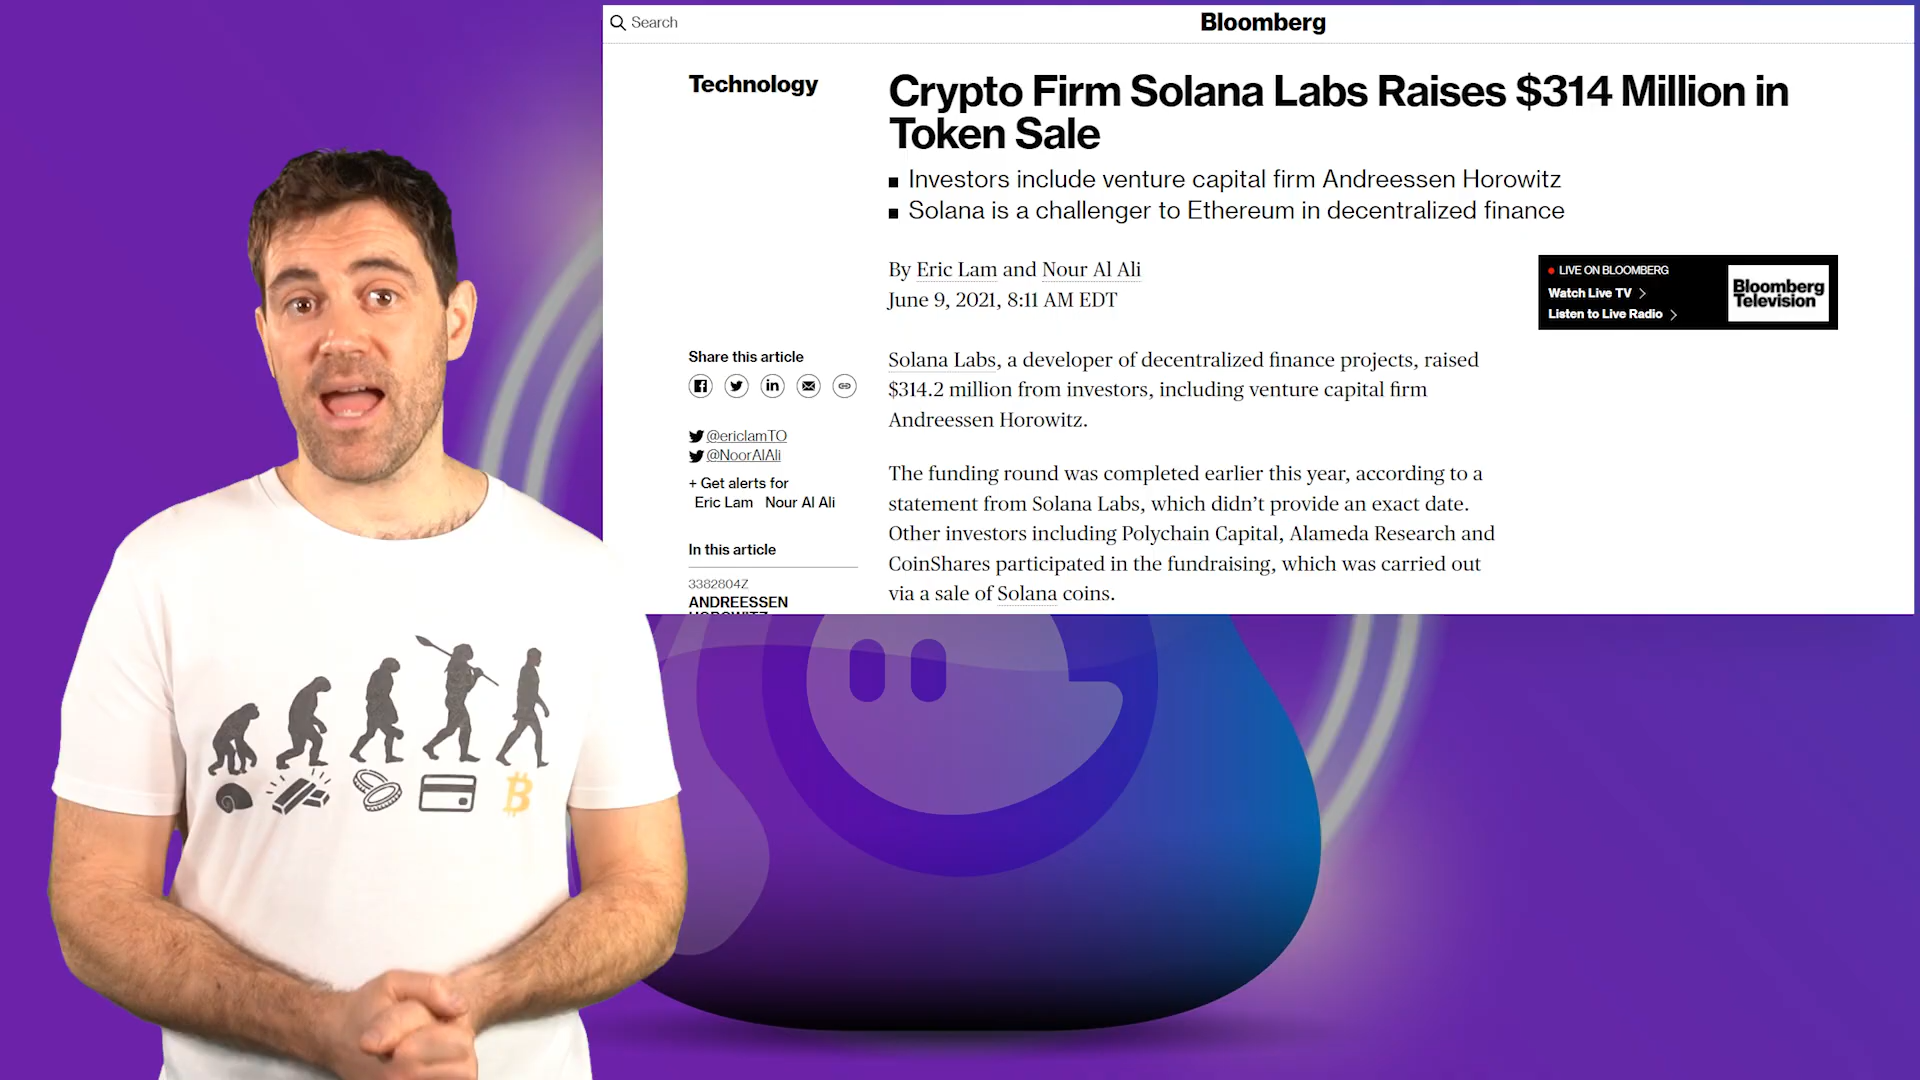 Search
Bloomberg
Technology
Crypto Firm Solana Labs Raises $314 Million in
Token Sale
Investors include venture capital firm Andreessen Horowitz
Solana is a challenger to Ethereum in decentralized finance
By Eric Lam and Nour Al Ali
June 9, 2021, 8:11 AM EDT
LIVE ON BLOOMBERG
Watch Live TV
Listen to Live Radio
Bloomberg
Television
Share this article
@ericlamTO
@NoorAlAli
+ Get alerts for
Eric Lam Nour Al Ali
In this article
3382804Z
ANDREESSEN
HOROWITZ
Solana Labs, a developer of decentralized finance projects, raised
$314.2 million from investors, including venture capital firm
Andreessen Horowitz.
The funding round was completed earlier this year, according to a
statement from Solana Labs, which didn't provide an exact date.
Other investors including Polychain Capital, Alameda Research and
CoinShares participated in the fundraising, which was carried out
via a sale of Solana coins.